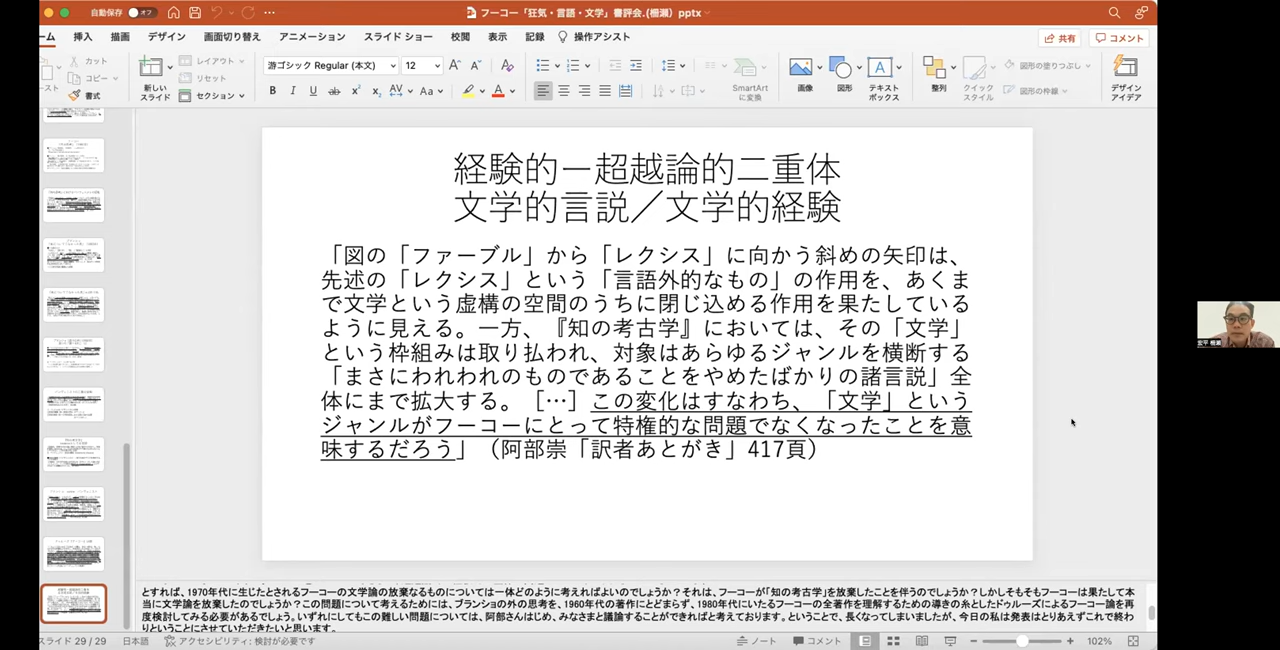 自動保存 オフ
フーコー「狂気・言語・文学」書評会.(櫃瀬) pptx
ーム 挿入 描画 デザイン 画面切り替え アニメーション スライド ショー 校閲 表示 記録 操作アシスト
共有 コメント
カット
コピー
書式
新しい
スライド
レイアウト
リセット
セクション
游ゴシック Regular (本文) 12
SmartArt
に変換
画像
図形
テキスト
ボックス
整列
クイック
スタイル
図形の塗りつぶし
図形の枠線
デザイン
アイデア
経験的ー超越論的二重体
文学的言説／文学的経験
「図の「ファーブル」から「レクシス」に向かう斜めの矢印は、
先述の「レクシス」という「言語外的なもの」の作用を、あくま
で文学という虚構の空間のうちに閉じ込める作用を果たしている
ように見える。一方、『知の考古学』においては、その「文学」
という枠組みは取り払われ、対象はあらゆるジャンルを横断する
「まさにわれわれのものであることをやめたばかりの諸言説」全
体にまで拡大する。［…］この変化はすなわち、「文学」という
ジャンルがフーコーにとって特権的な問題でなくなったことを意
味するだろう」（阿部崇「訳者あとがき」417頁）
とすれば、1970年代に生じたとされるフーコーの文学論の放棄なるものについてはどのように考えればよいのでしょうか？それは、フーコーが「知の考古学」を放棄したことを伴うのでしょうか？しかしそもそもフーコーは果たして本
当に文学論を放棄したのでしょうか？この問題について考えるためには、ブランショの外の思考を、1960年代の著作にとどまらず、1980年代にいたるフーコーの全著作を理解するための導きの糸としたドゥルーズによるフーコー論を再
度検討してみる必要があるでしょう。いずれにしてもこの難しい問題については、阿部さんはじめ、みなさまと議論することができればと考えております。ということで、長くなってしまいましたが、今日の私は発表はとりあえずこれで終わ
りということにさせていただきたいと思います。
スライド 29 / 29 日本語 アクセシビリティ: 検討が必要です
ノート コメント 102%